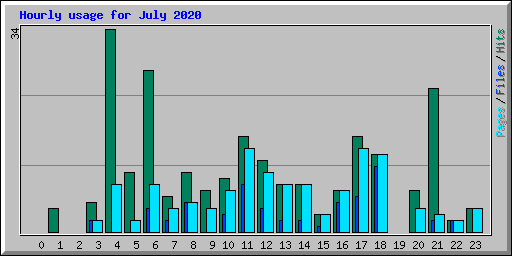 Hourly usage for July 2020
34
Pages/Files/Hits
0 1 2 3 4 5 6 7 8 9 10 11 12 13 14 15 16 17 18 19 20 21 22 23